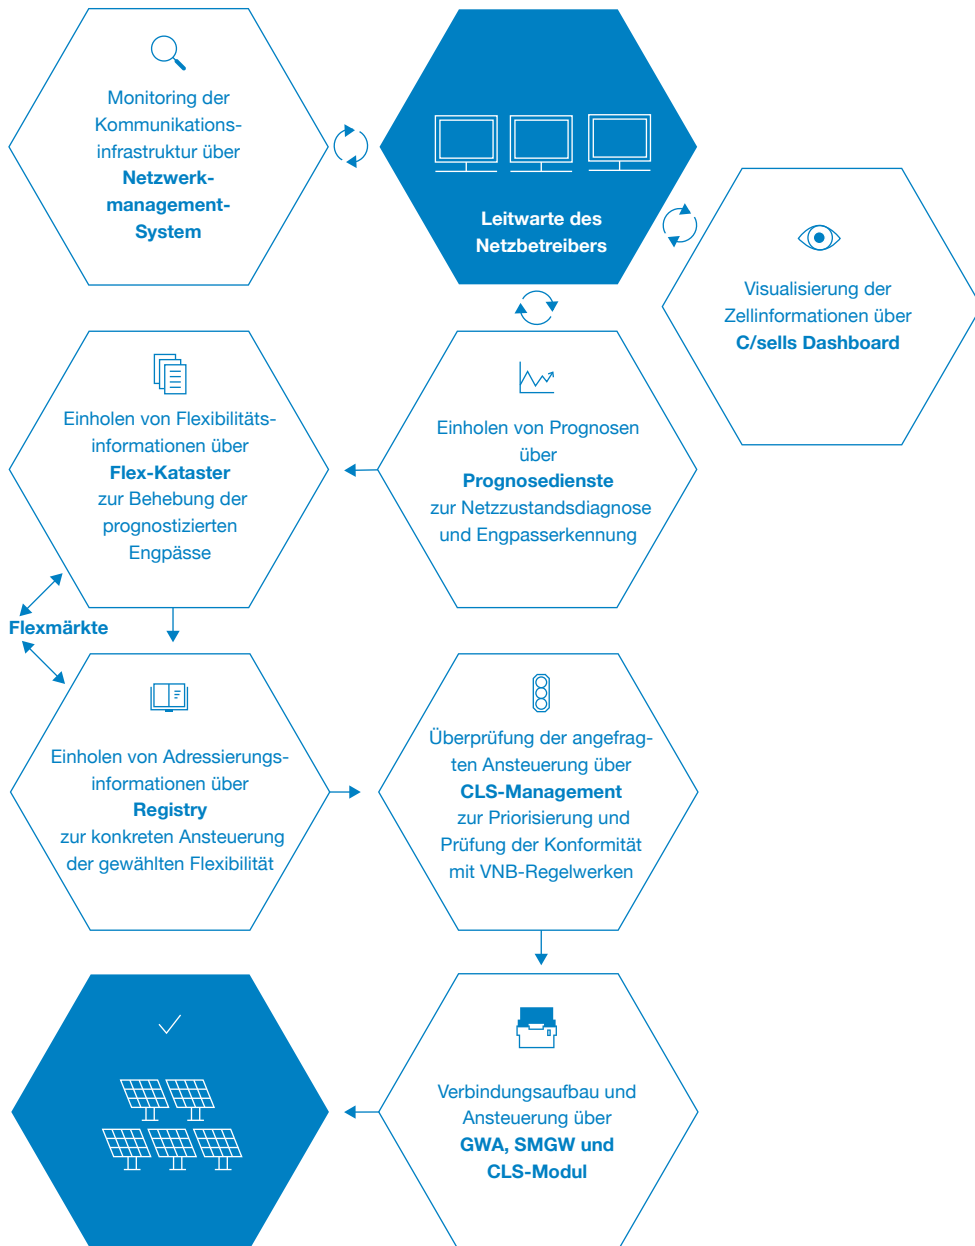 Monitoring der
Kommunikations-
infrastruktur über
Netzwerk-
management-
System
Leitwarte des
Netzbetreibers
Visualisierung der
Zellinformationen über
C/sells Dashboard
Einholen von Prognosen
über
Prognosedienste
zur Netzzustandsdiagnose
und Engpasserkennung
Einholen von Flexibilitäts-
informationen über
Flex-Kataster
zur Behebung der
prognostizierten
Engpässe
Flexmärkte
Einholen von Adressierungs-
informationen über
Registry
zur konkreten Ansteuerung
der gewählten Flexibilität
Überprüfung der angefrag-
ten Ansteuerung über
CLS-Management
zur Priorisierung und
Prüfung der Konformität
mit VNB-Regelwerken
Verbindungsaufbau und
Ansteuerung über
GWA, SMGW und
CLS-Modul